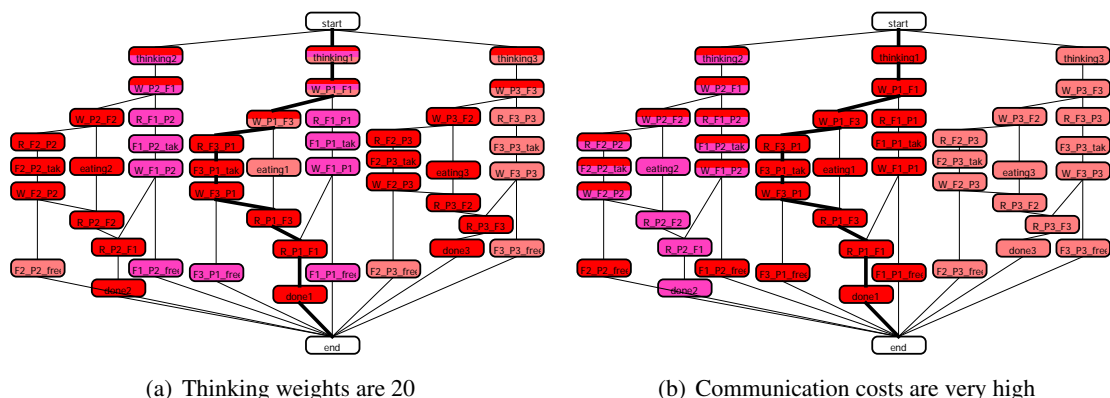 start
thinking2 thinking1 thinking3
W_P2_F1 W_P1_F1 W_P3_F3
W_P2_F2 R_F1_P2 W_P1_F3 R_F1_P1 W_P3_F2 R_F3_P3
R_F2_P2 F1_P2_tak R_F3_P1 F1_P1_tak R_F2_P3 F3_P3_tak
F2_P2_tak eating2 W_F1_P2 F3_P1_tak eating1 W_F1_P1 F2_P3_tak eating3 W_F3_P3
W_F2_P2 W_F3_P1 W_F2_P3
R_P2_F2 R_P1_F3 R_P3_F2
R_P2_F1 R_P1_F1 R_P3_F3
done3 F3_P3_free
F2_P2_free F1_P2_free F3_P1_free F1_P1_free F2_P3_free
done2 done1
end
(a) Thinking weights are 20
start
thinking2 thinking1 thinking3
W_P2_F1 W_P1_F1 W_P3_F3
W_P2_F2 R_F1_P2 W_P1_F3 R_F1_P1 W_P3_F2 R_F3_P3
R_F2_P2 F1_P2_tak R_F3_P1 F1_P1_tak R_F2_P3 F3_P3_tak
F2_P2_tak eating2 W_F1_P2 F3_P1_tak eating1 W_F1_P1 F2_P3_tak eating3 W_F3_P3
W_F2_P2 W_F3_P1 W_F2_P3
R_P2_F2 R_P1_F3 R_P3_F2
R_P2_F1 R_P1_F1 R_P3_F3
done3 F3_P3_free
F2_P2_free F1_P2_free F3_P1_free F1_P1_free F2_P3_free
done2 done1
end
(b) Communication costs are very high